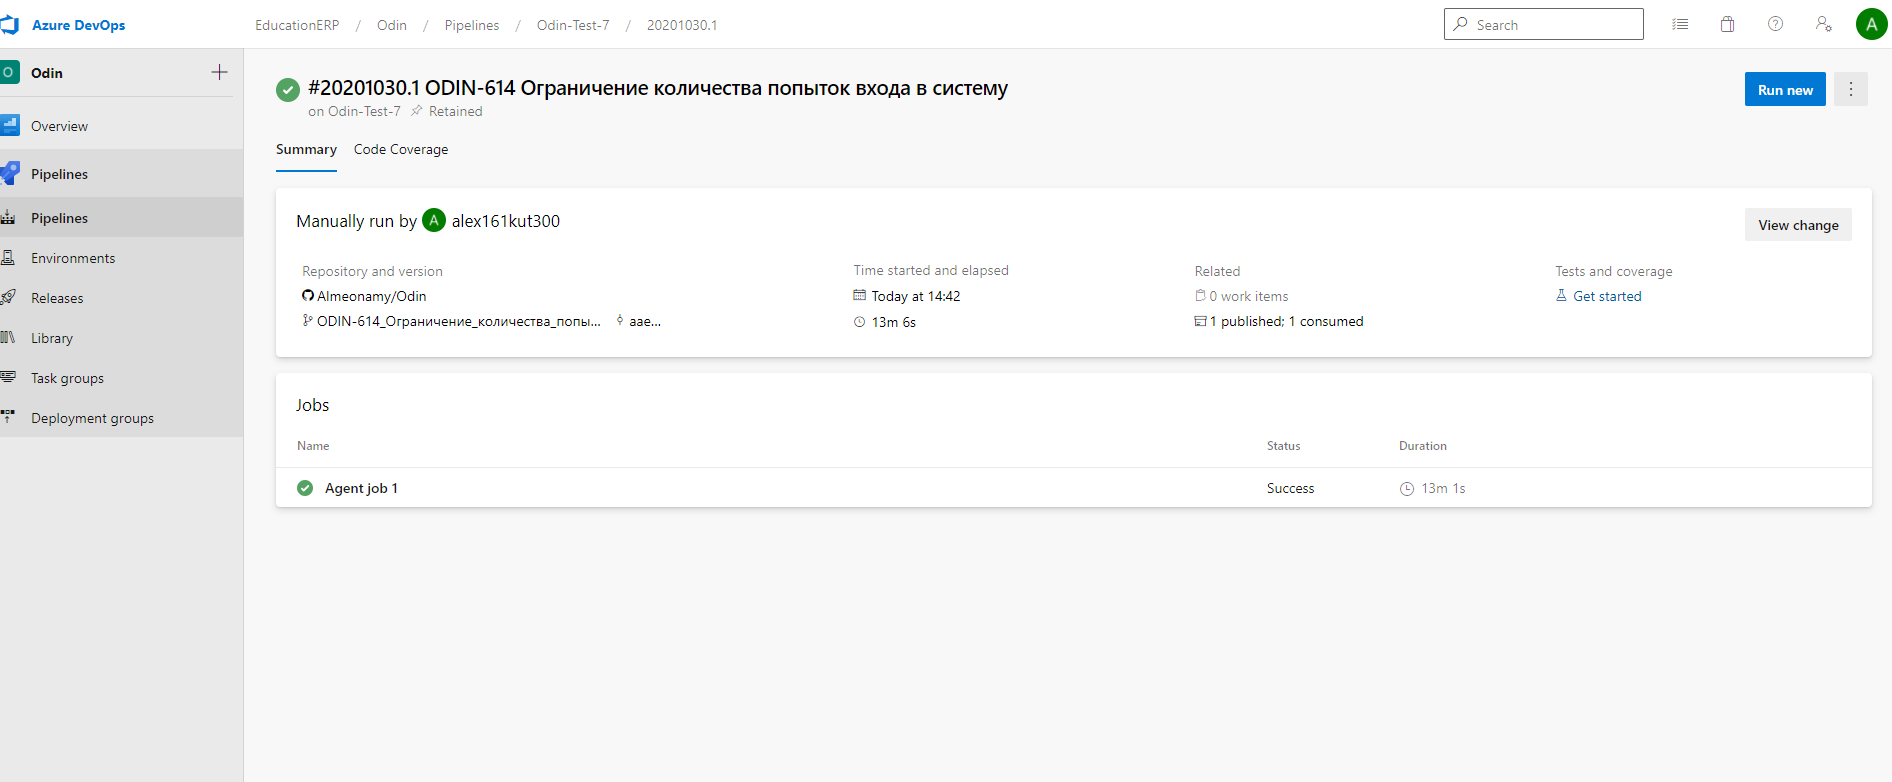 Azure DevOps
EducationERP / Odin / Pipelines / Odin-Test-7 / 20201030.1
Search
A
O Odin
Overview
Pipelines
Pipelines
Environments
Releases
Library
Task groups
Deployment groups
#20201030.1 ODIN-614 Ограничение количества попыток входа в систему
on Odin-Test-7 Retained
Run new
Summary Code Coverage
Manually run by A alex161kut300
View change
Repository and version
Almeonamy/Odin
ODIN-614_Ограничение_количества_попы... aae...
Time started and elapsed
Today at 14:42
13m 6s
Related
0 work items
1 published; 1 consumed
Tests and coverage
Get started
Jobs
Name Status Duration
Agent job 1 Success 13m 1s